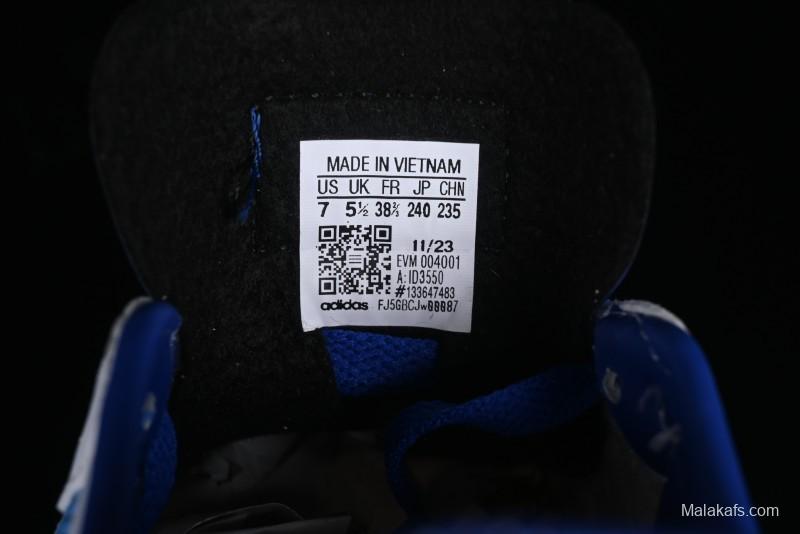 MADE IN VIETNAM
US UK FR JP CHN
7 5½ 38⅔ 240 235
11/23
EVM 004001
A: ID3550
#133647483
adidas FJ5GBCJw00087
Malakafs.com